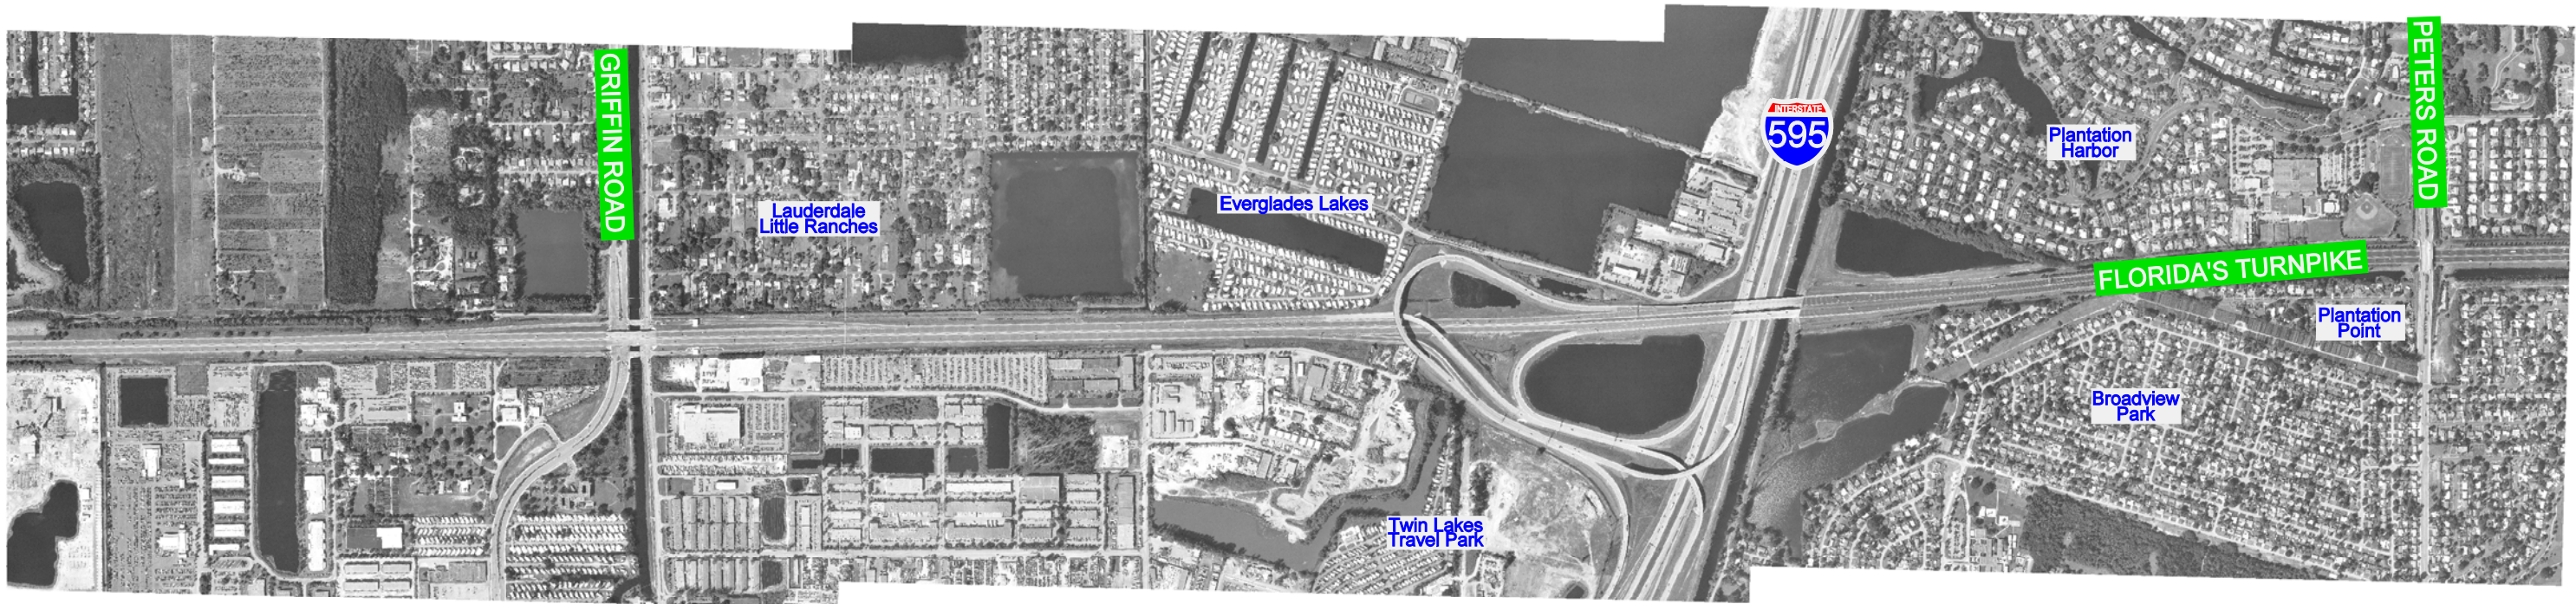 GRIFFIN ROAD
Lauderdale
Little Ranches
Everglades Lakes
Twin Lakes
Travel Park
INTERSTATE
595
Plantation
Harbor
FLORIDA'S TURNPIKE
Broadview
Park
Plantation
Point
PETERS ROAD